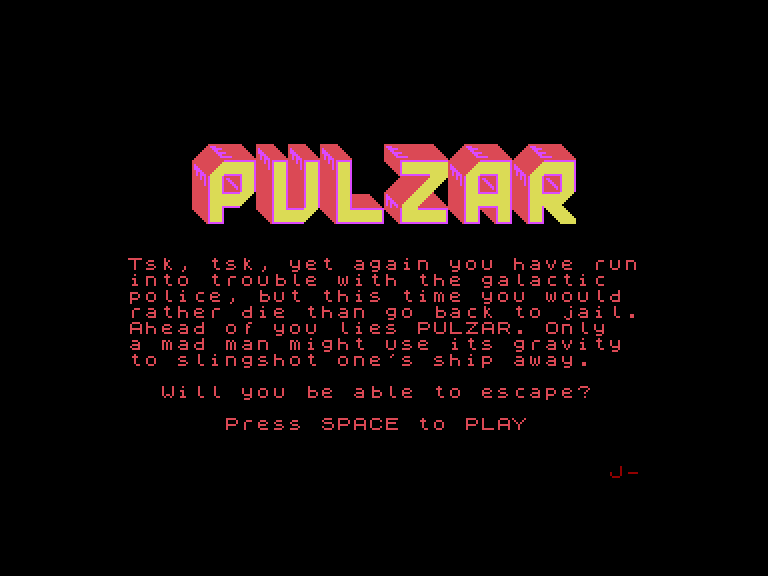 PULZAR
Tsk, tsk, yet again you have run
into trouble with the galactic
police, but this time you would
rather die than go back to jail.
Ahead of you lies PULZAR. Only
a mad man might use its gravity
to slingshot one's ship away.
Will you be able to escape?
Press SPACE to PLAY
J-